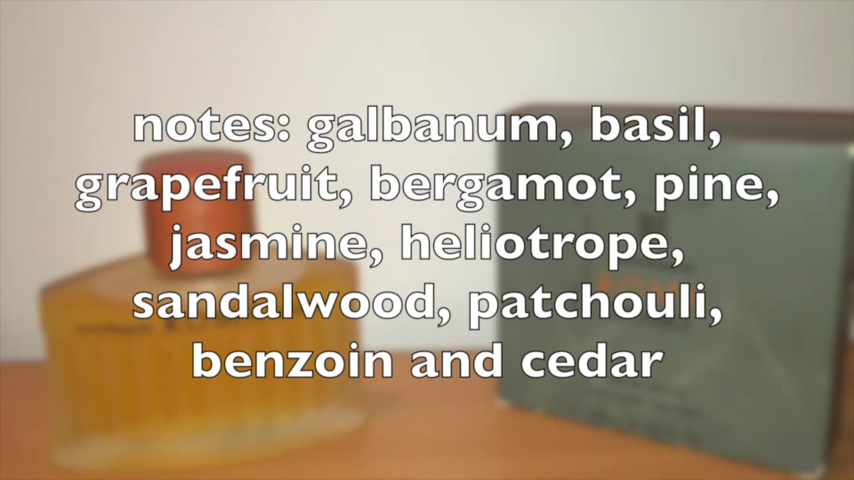 notes: galbanum, basil,
grapefruit, bergamot, pine,
jasmine, heliotrope,
sandalwood, patchouli,
benzoin and cedar